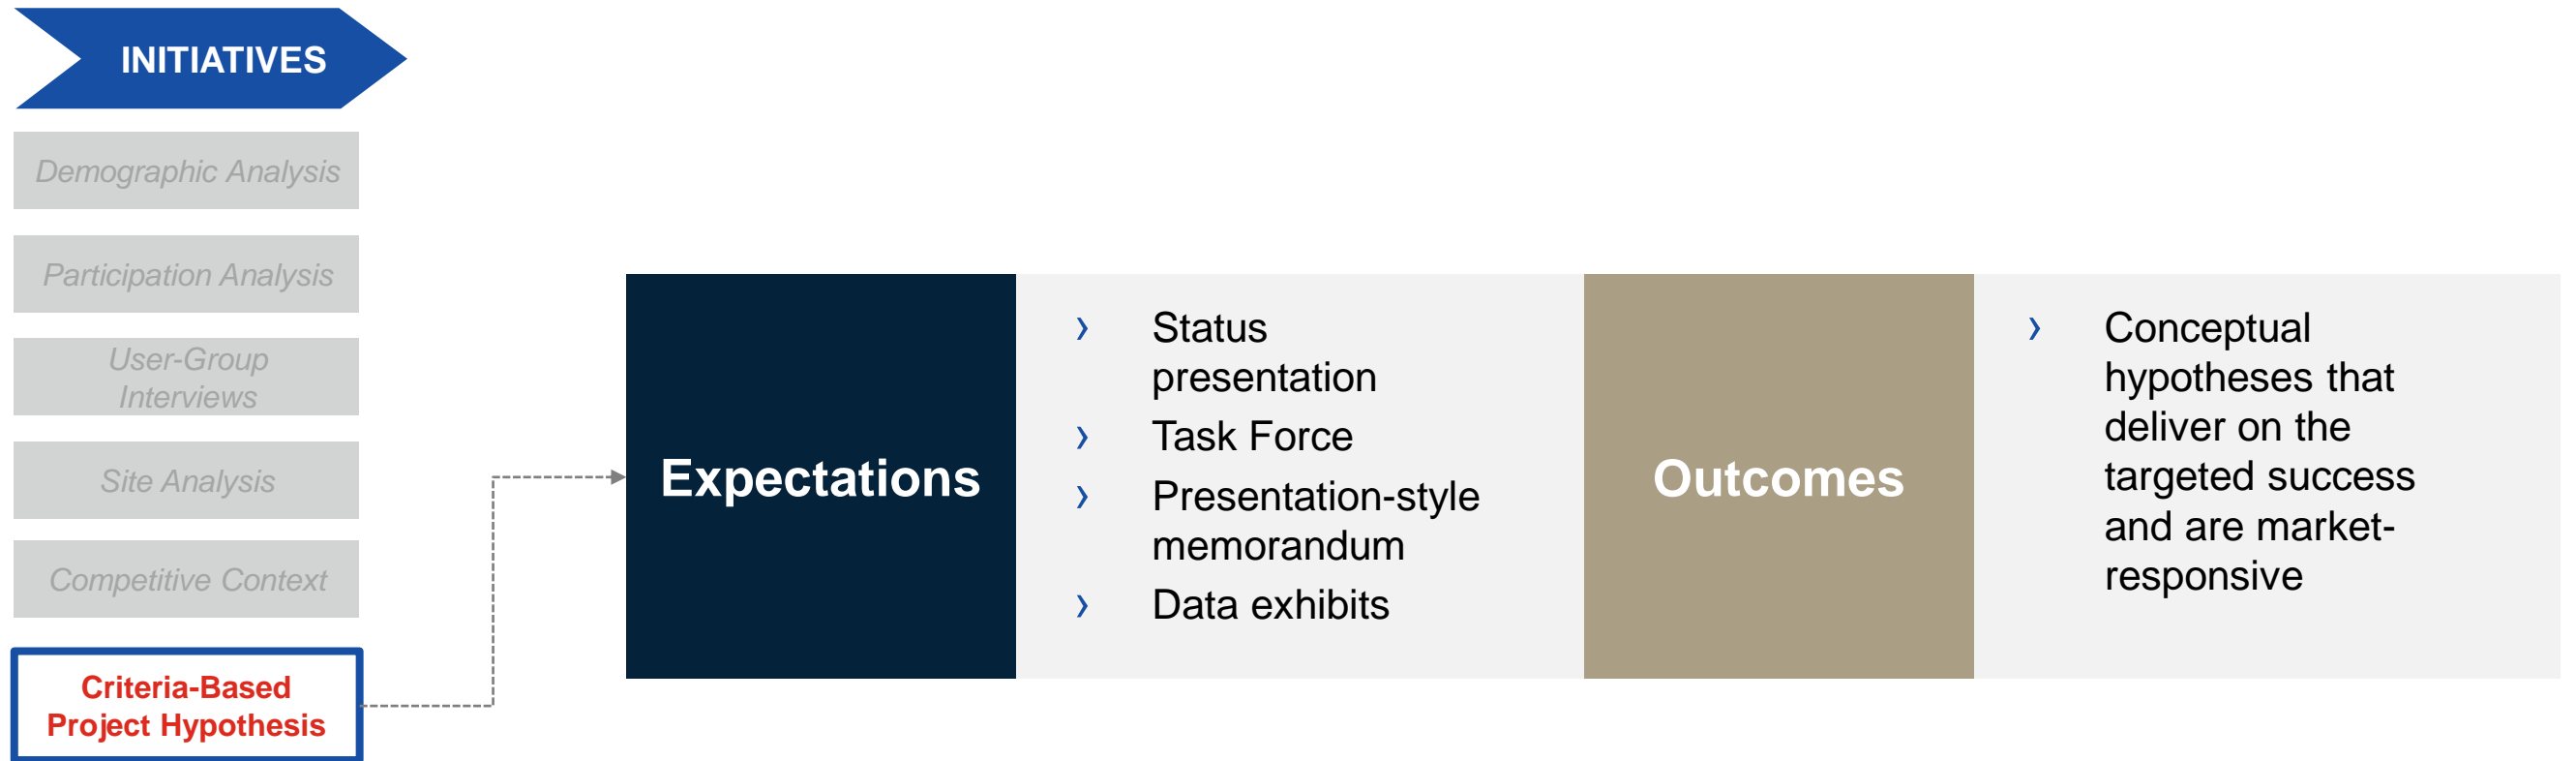 INITIATIVES
Demographic Analysis
Participation Analysis
User-Group
Interviews
Site Analysis
Competitive Context
Criteria-Based
Project Hypothesis
Expectations
› Status
presentation
› Task Force
› Presentation-style
memorandum
› Data exhibits
Outcomes
› Conceptual
hypotheses that
deliver on the
targeted success
and are market-
responsive